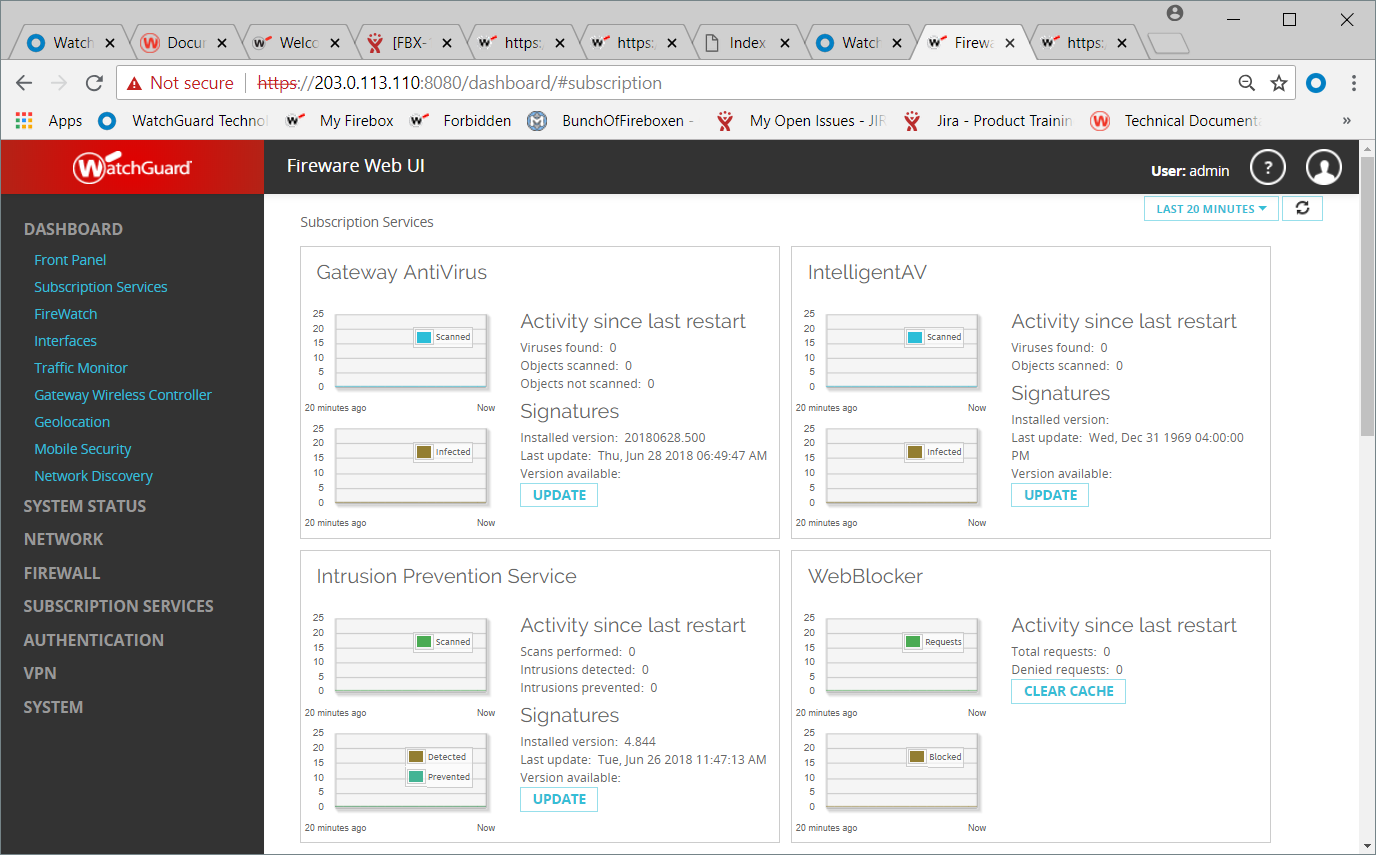 Watch
Docur
Welco
[FBX-
https:
https:
Index
Watch
Firewa
https:
Not secure
https://203.0.113.110:8080/dashboard/#subscription
Apps
WatchGuard Technol
My Firebox
Forbidden
BunchOfFireboxen -
My Open Issues - JIR
Jira - Product Trainin
Technical Documenta
»
WatchGuard
Fireware Web UI
User: admin
?
DASHBOARD
Front Panel
Subscription Services
FireWatch
Interfaces
Traffic Monitor
Gateway Wireless Controller
Geolocation
Mobile Security
Network Discovery
SYSTEM STATUS
NETWORK
FIREWALL
SUBSCRIPTION SERVICES
AUTHENTICATION
VPN
SYSTEM
Subscription Services
LAST 20 MINUTES
Gateway AntiVirus
25
20
15
10
5
0
Scanned
20 minutes ago
Now
25
20
15
10
5
0
Infected
20 minutes ago
Now
Activity since last restart
Viruses found: 0
Objects scanned: 0
Objects not scanned: 0
Signatures
Installed version: 20180628.500
Last update: Thu, Jun 28 2018 06:49:47 AM
Version available:
UPDATE
IntelligentAV
25
20
15
10
5
0
Scanned
20 minutes ago
Now
25
20
15
10
5
0
Infected
20 minutes ago
Now
Activity since last restart
Viruses found: 0
Objects scanned: 0
Signatures
Installed version:
Last update: Wed, Dec 31 1969 04:00:00
PM
Version available:
UPDATE
Intrusion Prevention Service
25
20
15
10
5
0
Scanned
20 minutes ago
Now
25
20
15
10
5
0
Detected
Prevented
20 minutes ago
Now
Activity since last restart
Scans performed: 0
Intrusions detected: 0
Intrusions prevented: 0
Signatures
Installed version: 4.844
Last update: Tue, Jun 26 2018 11:47:13 AM
Version available:
UPDATE
WebBlocker
25
20
15
10
5
0
Requests
20 minutes ago
Now
25
20
15
10
5
0
Blocked
20 minutes ago
Now
Activity since last restart
Total requests: 0
Denied requests: 0
CLEAR CACHE